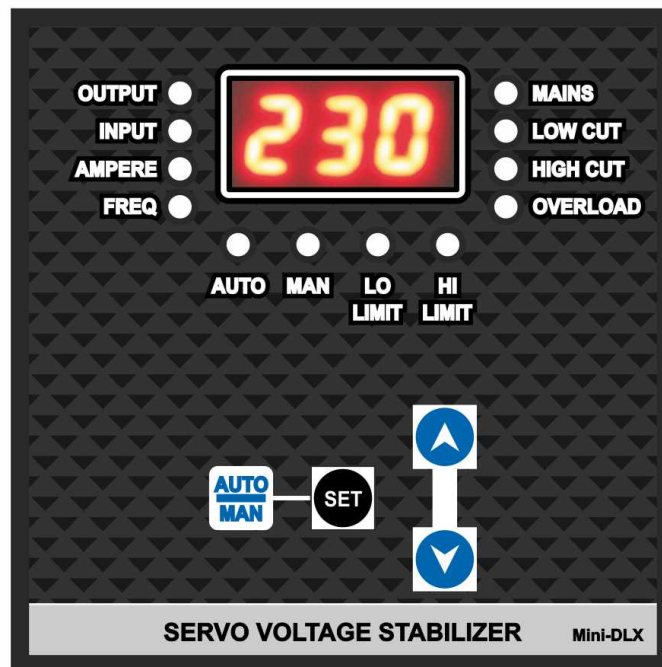 OUTPUT
INPUT
AMPERE
FREQ
230
MAINS
LOW CUT
HIGH CUT
OVERLOAD
AUTO
MAN
LO
LIMIT
HI
LIMIT
AUTO
MAN
SET
SERVO VOLTAGE STABILIZER
Mini-DLX